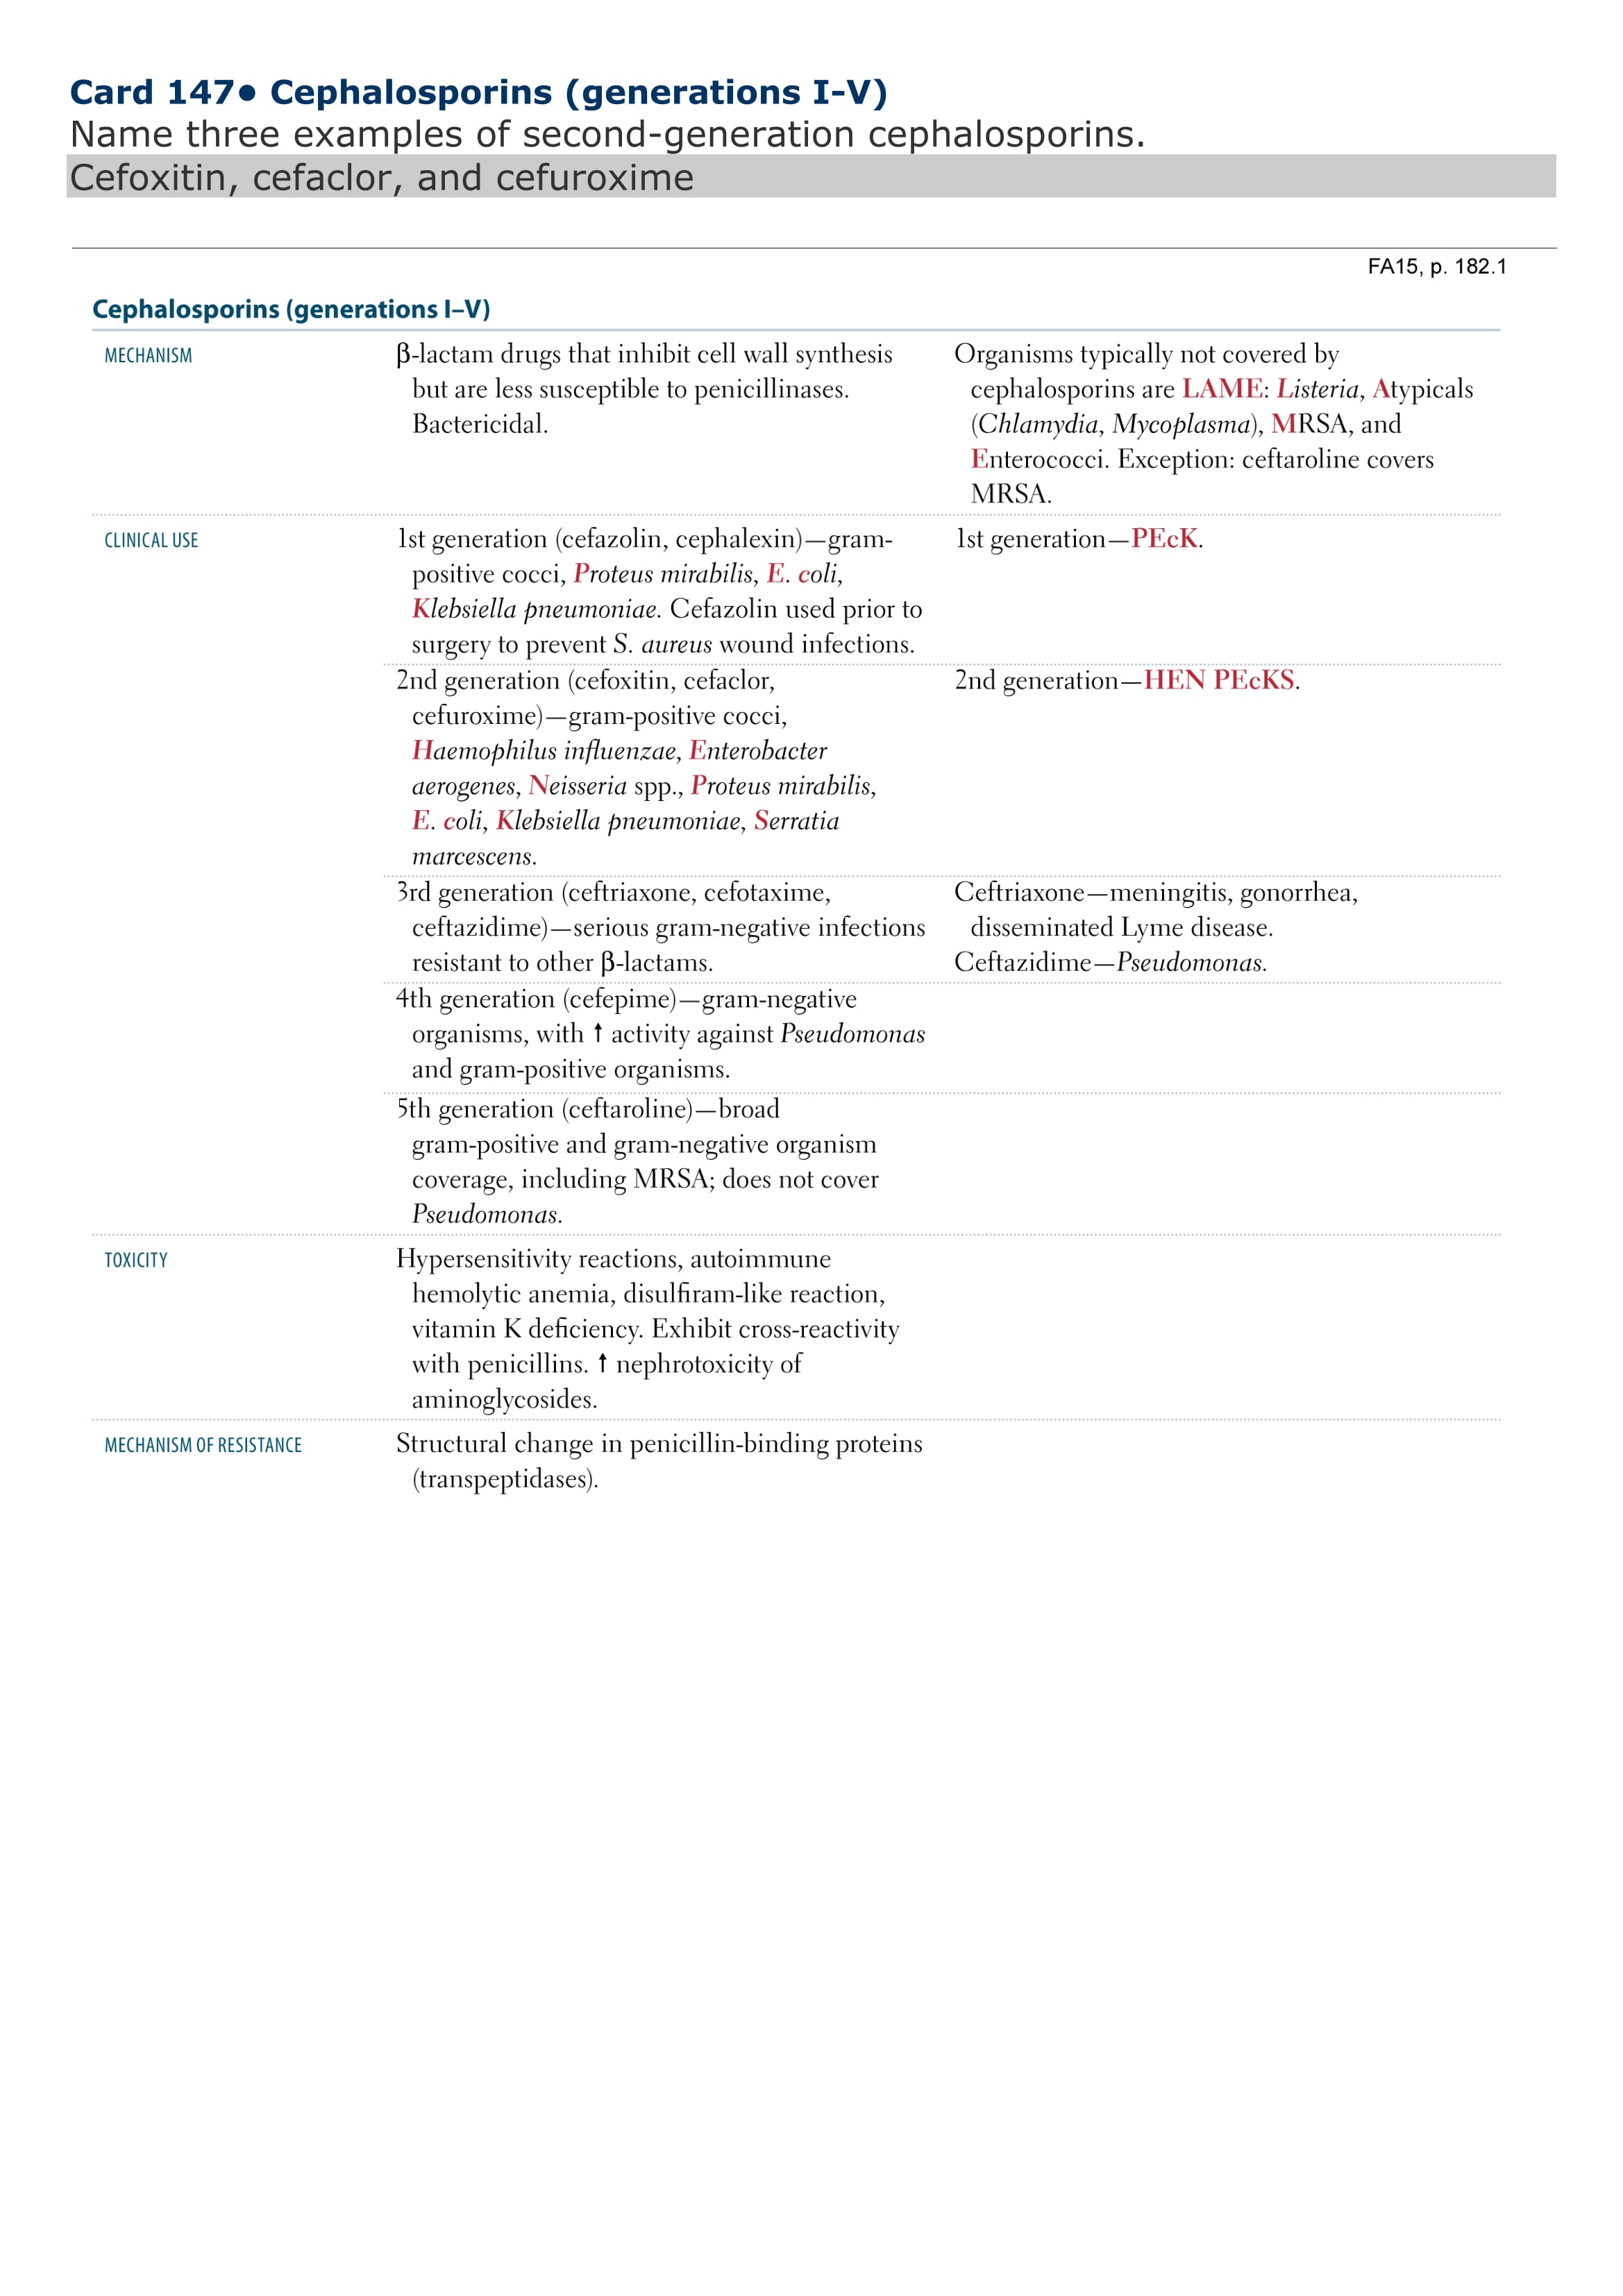 Card 147● Cephalosporins (generations I-V)
Name three examples of second-generation cephalosporins.
Cefoxitin, cefaclor, and cefuroxime
FA15, p. 182.1
Cephalosporins (generations I–V)
MECHANISM
β-lactam drugs that inhibit cell wall synthesis
but are less susceptible to penicillinases.
Bactericidal.
Organisms typically not covered by
cephalosporins are LAME: Listeria, Atypicals
(Chlamydia, Mycoplasma), MRSA, and
Enterococci. Exception: ceftaroline covers
MRSA.
CLINICAL USE
1st generation (cefazolin, cephalexin)—gram-
positive cocci, Proteus mirabilis, E. coli,
Klebsiella pneumoniae. Cefazolin used prior to
surgery to prevent S. aureus wound infections.
1st generation—PEcK.
2nd generation (cefoxitin, cefaclor,
cefuroxime)—gram-positive cocci,
Haemophilus influenzae, Enterobacter
aerogenes, Neisseria spp., Proteus mirabilis,
E. coli, Klebsiella pneumoniae, Serratia
marcescens.
2nd generation—HEN PEcKS.
3rd generation (ceftriaxone, cefotaxime,
ceftazidime)—serious gram-negative infections
resistant to other β-lactams.
Ceftriaxone—meningitis, gonorrhea,
disseminated Lyme disease.
Ceftazidime—Pseudomonas.
4th generation (cefepime)—gram-negative
organisms, with ↑ activity against Pseudomonas
and gram-positive organisms.
5th generation (ceftaroline)—broad
gram-positive and gram-negative organism
coverage, including MRSA; does not cover
Pseudomonas.
TOXICITY
Hypersensitivity reactions, autoimmune
hemolytic anemia, disulfiram-like reaction,
vitamin K deficiency. Exhibit cross-reactivity
with penicillins. ↑ nephrotoxicity of
aminoglycosides.
MECHANISM OF RESISTANCE
Structural change in penicillin-binding proteins
(transpeptidases).